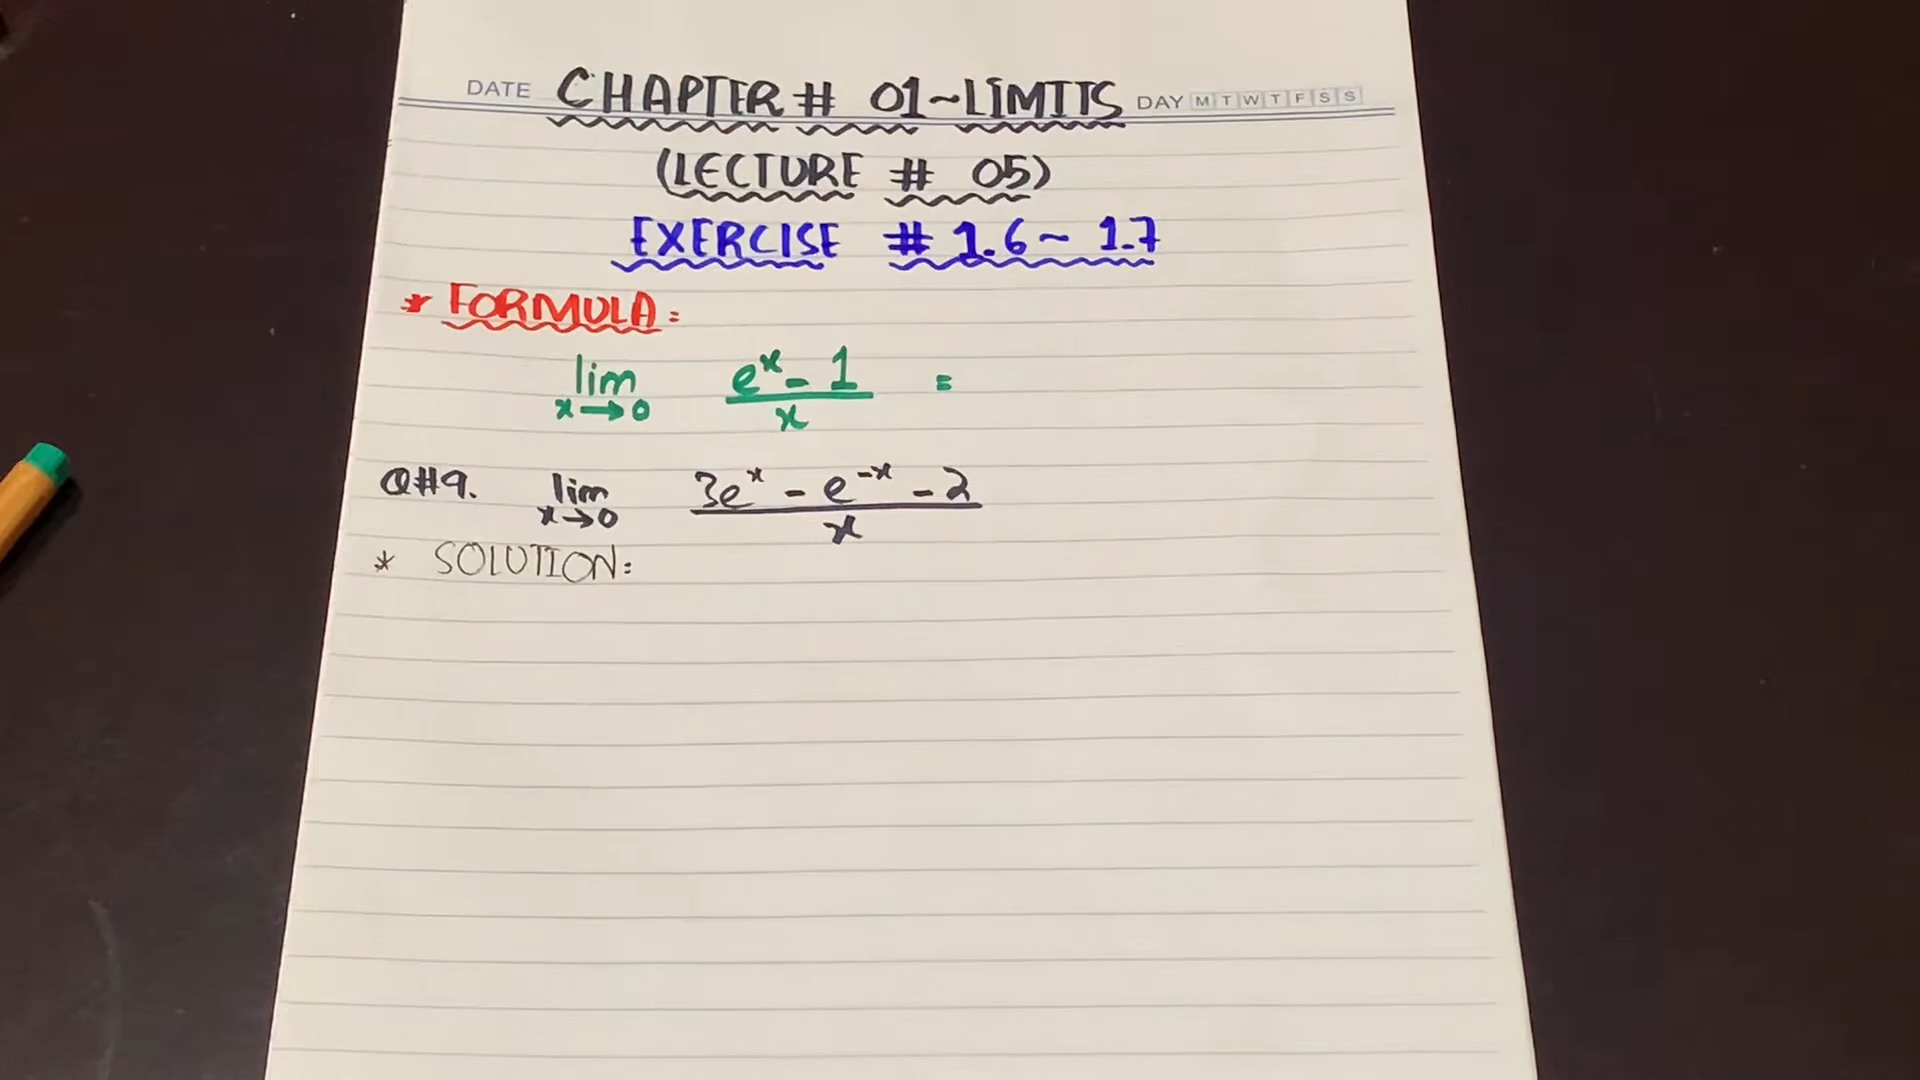 DATE CHAPTER # 01~LIMITS DAY M T W T F S S
(LECTURE # 05)
EXERCISE # 1.6~ 1.7
* FORMULA:
lim x→0 (e^x - 1)/x =
Q#9. lim x→0 (3e^x - e^-x - 2)/x
* SOLUTION: